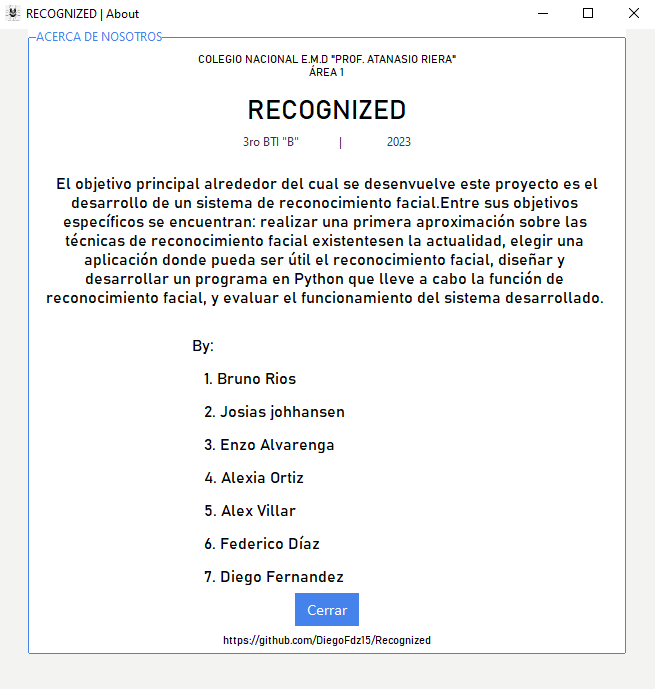 RECOGNIZED | About
ACERCA DE NOSOTROS
COLEGIO NACIONAL E.M.D "PROF. ATANASIO RIERA"
ÁREA 1
RECOGNIZED
3ro BTI "B" | 2023
El objetivo principal alrededor del cual se desenvuelve este proyecto es el
desarrollo de un sistema de reconocimiento facial.Entre sus objetivos
específicos se encuentran: realizar una primera aproximación sobre las
técnicas de reconocimiento facial existentesen la actualidad, elegir una
aplicación donde pueda ser útil el reconocimiento facial, diseñar y
desarrollar un programa en Python que lleve a cabo la función de
reconocimiento facial, y evaluar el funcionamiento del sistema desarrollado.
By:
1. Bruno Rios
2. Josias johhansen
3. Enzo Alvarenga
4. Alexia Ortiz
5. Alex Villar
6. Federico Díaz
7. Diego Fernandez
Cerrar
https://github.com/DiegoFdz15/Recognized